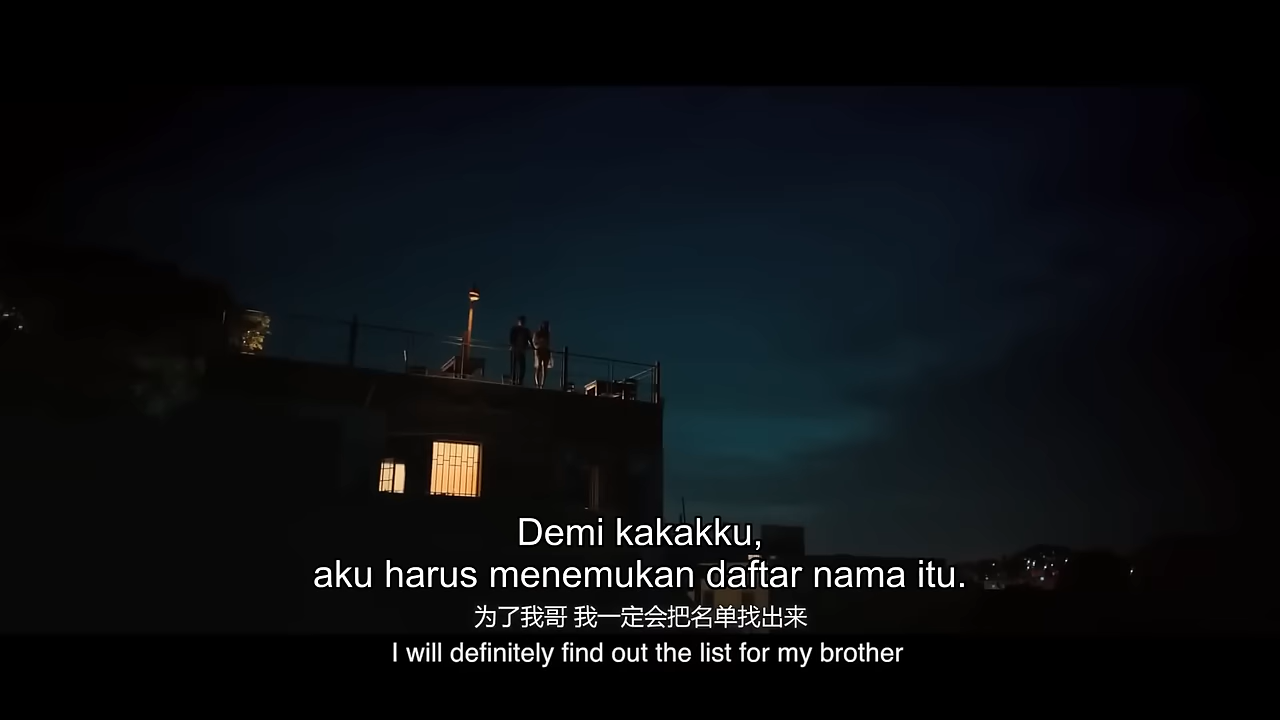 Demi kakakku,
aku harus menemukan daftar nama itu.
为了我哥 我一定会把名单找出来
I will definitely find out the list for my brother